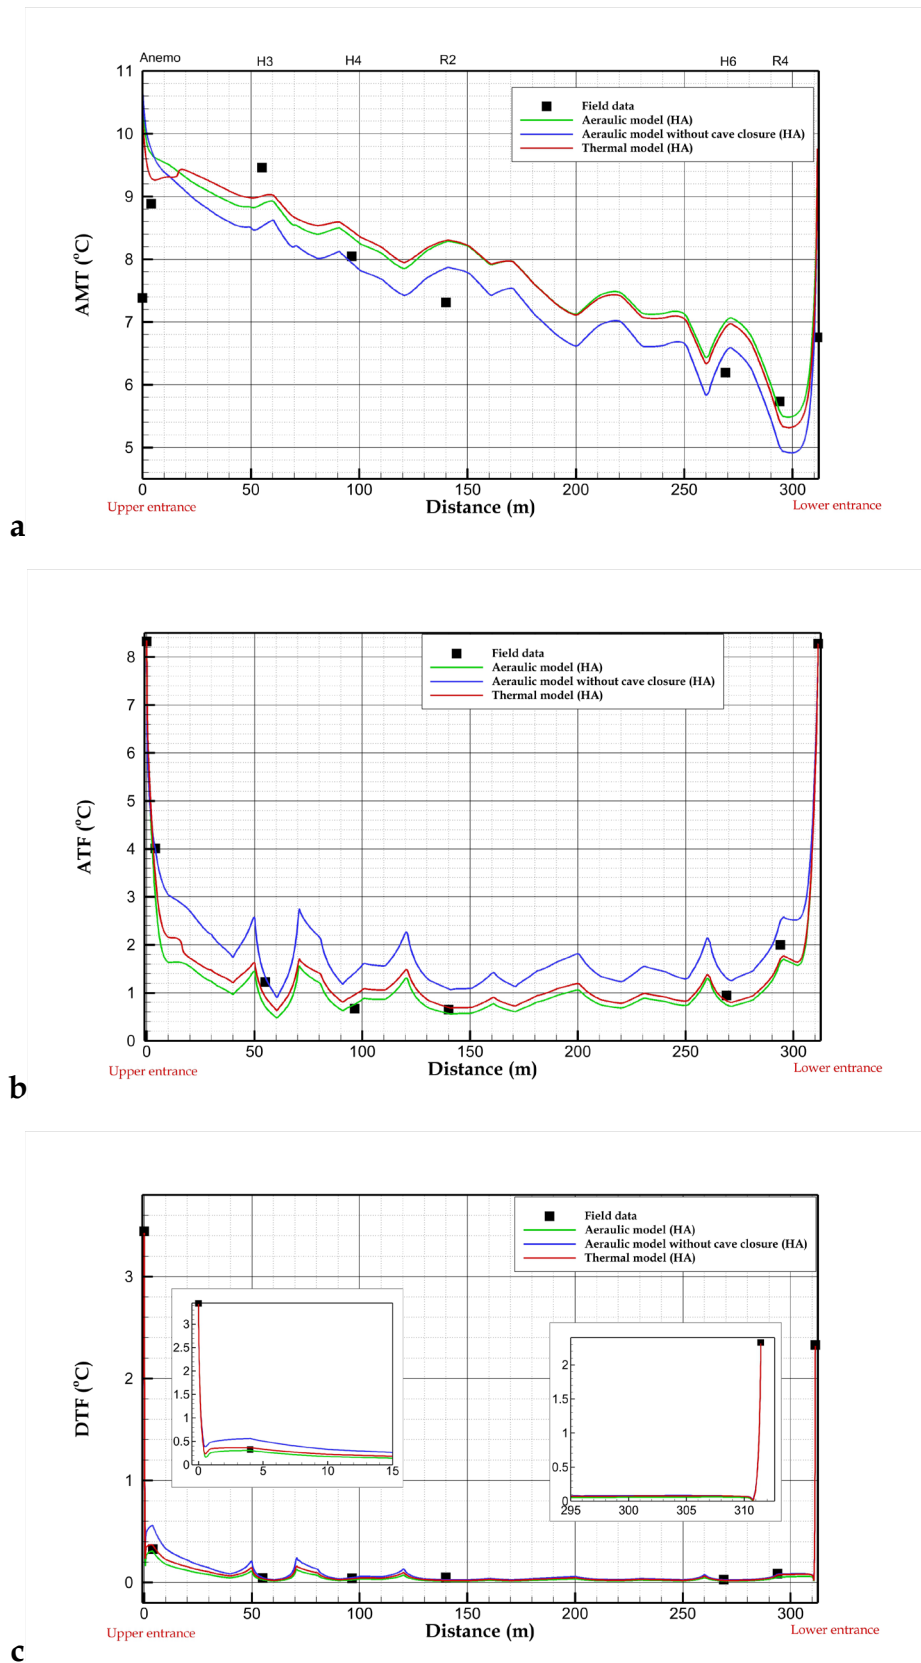 Anemo H3 H4 R2 H6 R4
11
10
9
8
7
6
5
AMT (ºC)
Field data
Aeraulic model (HA)
Aeraulic model without cave closure (HA)
Thermal model (HA)
0 50 100 150 200 250 300
Upper entrance Distance (m) Lower entrance
a
8
7
6
5
4
3
2
1
0
ATF (ºC)
Field data
Aeraulic model (HA)
Aeraulic model without cave closure (HA)
Thermal model (HA)
0 50 100 150 200 250 300
Upper entrance Distance (m) Lower entrance
b
3
2
1
0
DTF (ºC)
Field data
Aeraulic model (HA)
Aeraulic model without cave closure (HA)
Thermal model (HA)
3
2.5
2
1.5
1
0.5
0
0 5 10 15
2
1.5
1
0.5
0
295 300 305 310
0 50 100 150 200 250 300
Upper entrance Distance (m) Lower entrance
c